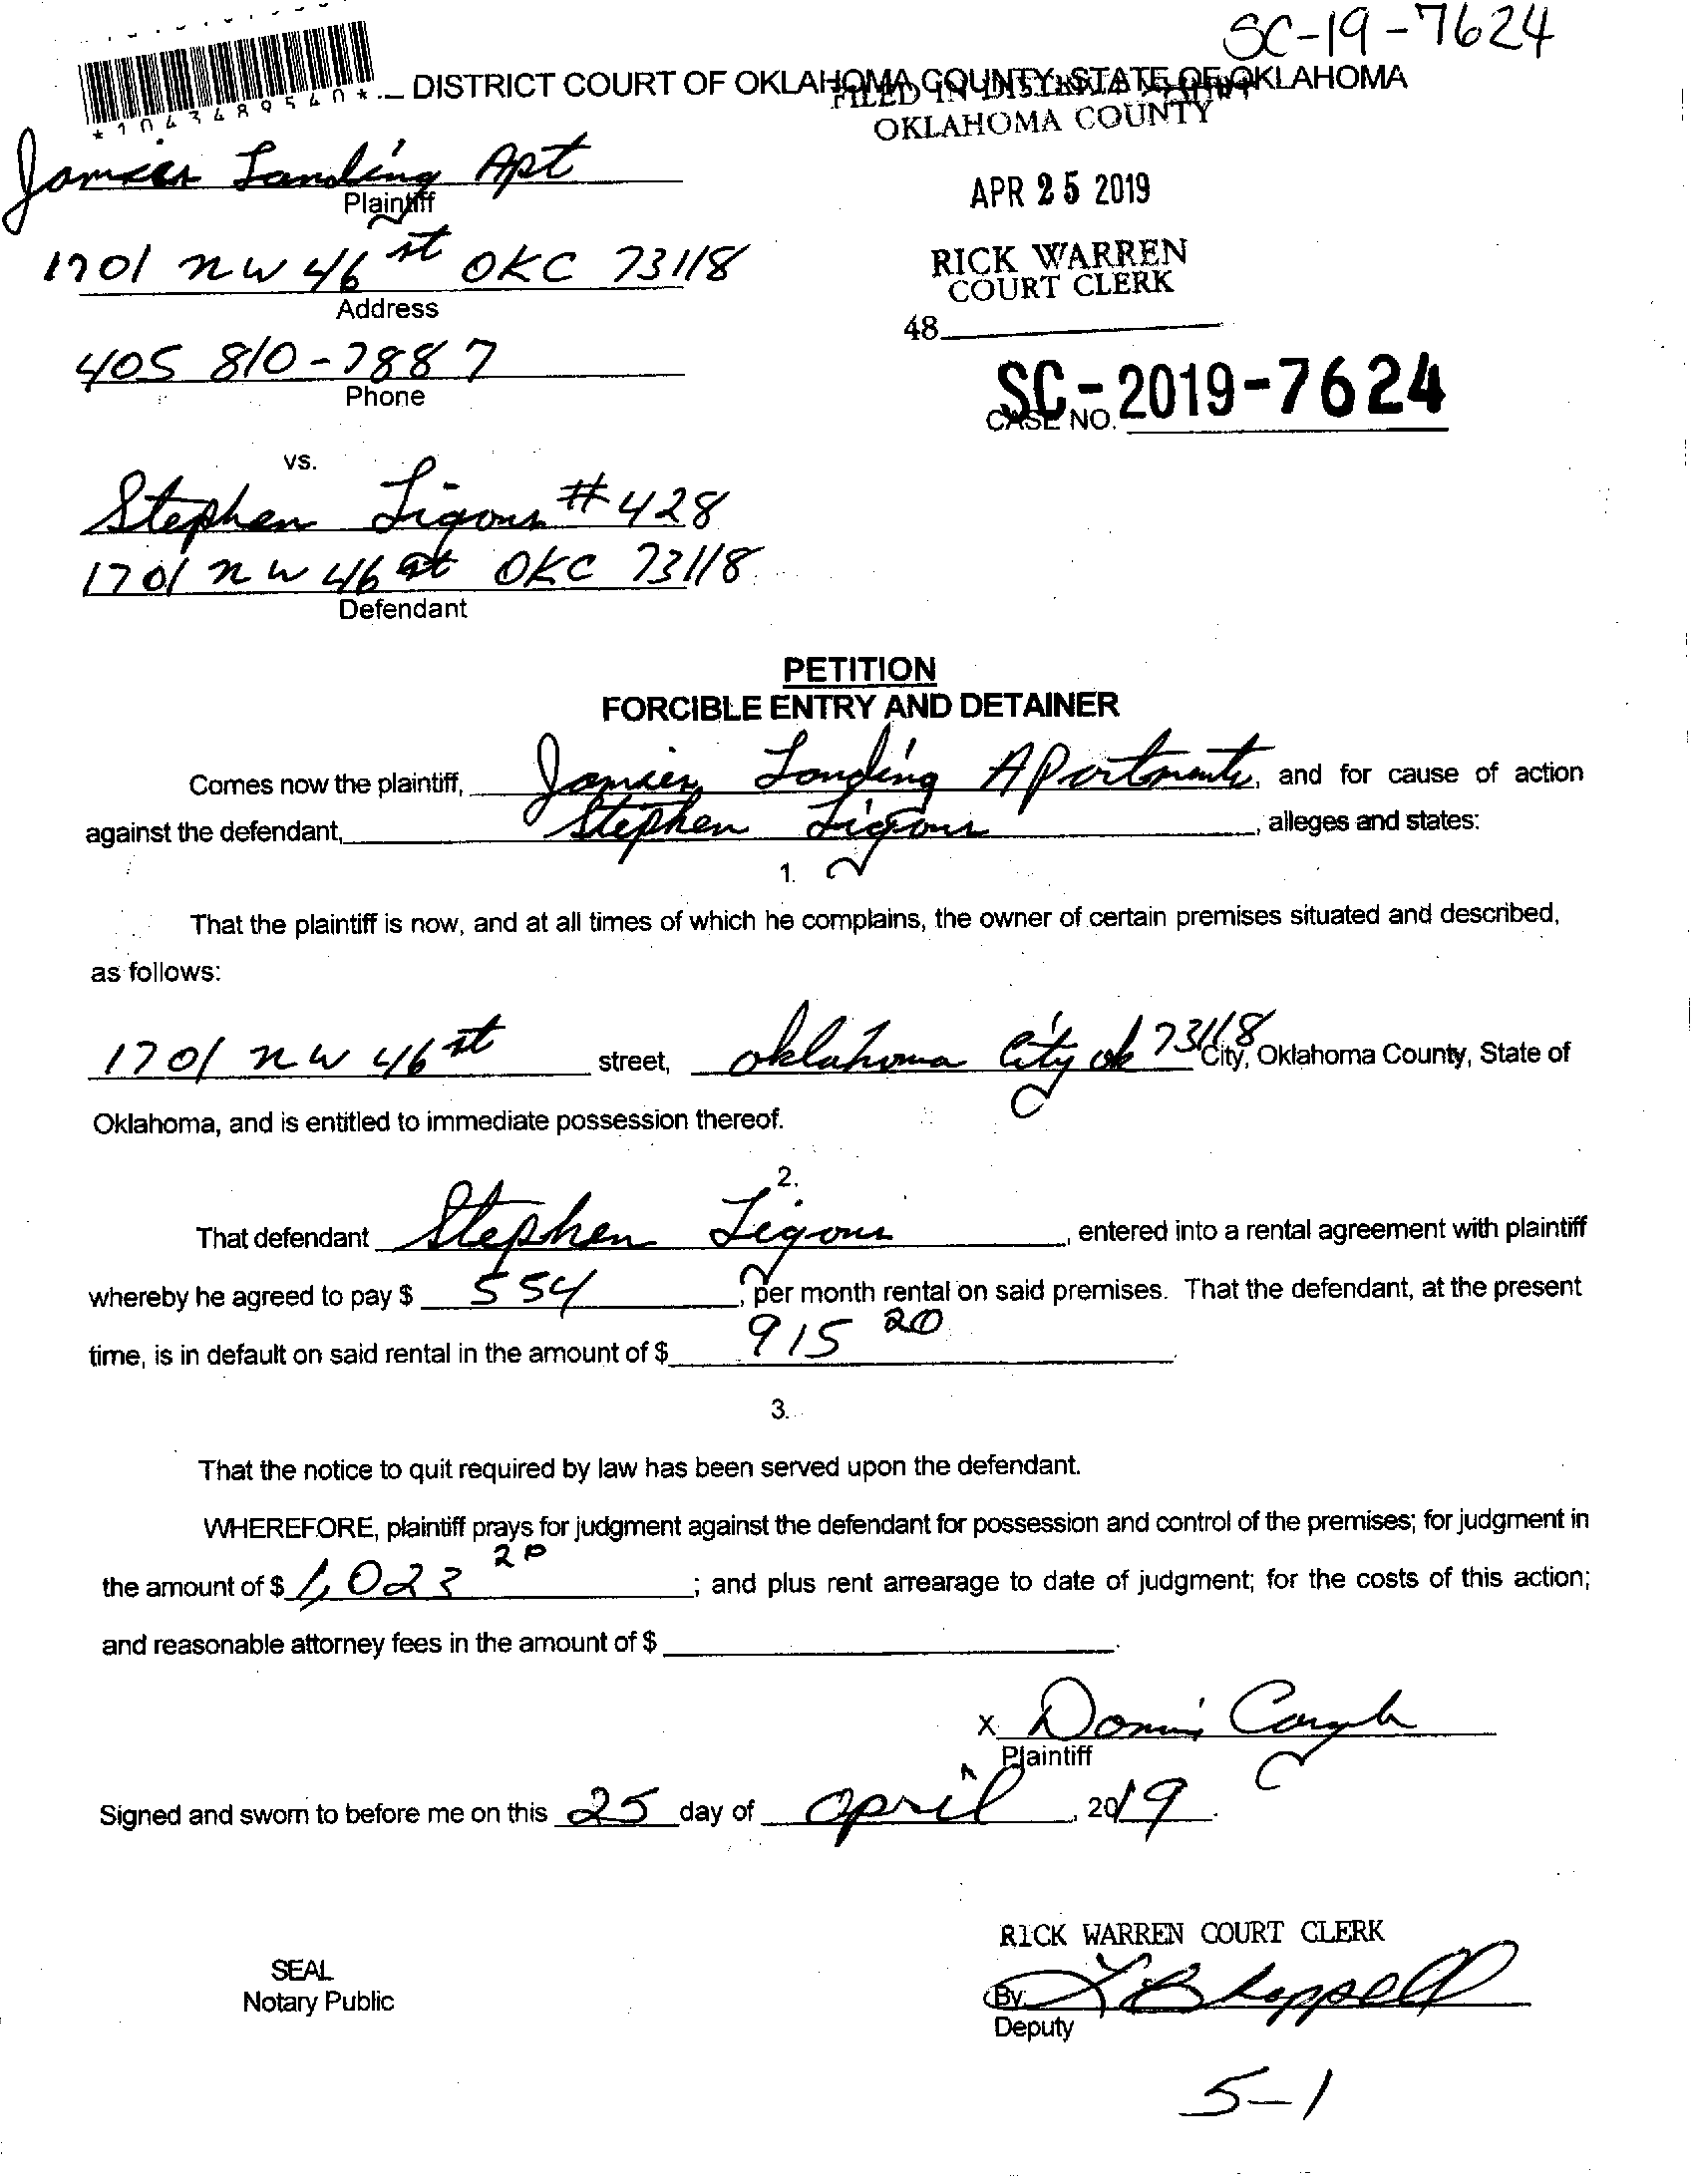 SC-19-7624
*1043489540*
DISTRICT COURT OF OKLAHOMA COUNTY, STATE OF OKLAHOMA
FILED IN DISTRICT COURT
OKLAHOMA COUNTY
Landing Apt
Plaintiff
APR 25 2019
1701 NW 46 st OKC 73118
Address
RICK WARREN
COURT CLERK
48
405 810-7887
Phone
SC-2019-7624
CASE NO.
vs.
Stephen Ligons #428
1701 NW 46 st OKC 73118
Defendant
PETITION
FORCIBLE ENTRY AND DETAINER
Comes now the plaintiff, Landing Apartments, and for cause of action
against the defendant, Stephen Ligons, alleges and states:
1.
That the plaintiff is now, and at all times of which he complains, the owner of certain premises situated and described,
as follows:
1701 NW 46 st street, Oklahoma City ok 73118 City, Oklahoma County, State of
Oklahoma, and is entitled to immediate possession thereof.
2.
That defendant Stephen Ligons, entered into a rental agreement with plaintiff
whereby he agreed to pay $ 554, per month rental on said premises. That the defendant, at the present
time, is in default on said rental in the amount of $ 915 20.
3.
That the notice to quit required by law has been served upon the defendant.
WHEREFORE, plaintiff prays for judgment against the defendant for possession and control of the premises; for judgment in
the amount of $ 1,023 20; and plus rent arrearage to date of judgment; for the costs of this action;
and reasonable attorney fees in the amount of $ .
X
Plaintiff
Signed and sworn to before me on this 25 day of april, 2019.
RICK WARREN COURT CLERK
SEAL
Notary Public
By:
Deputy
5-1